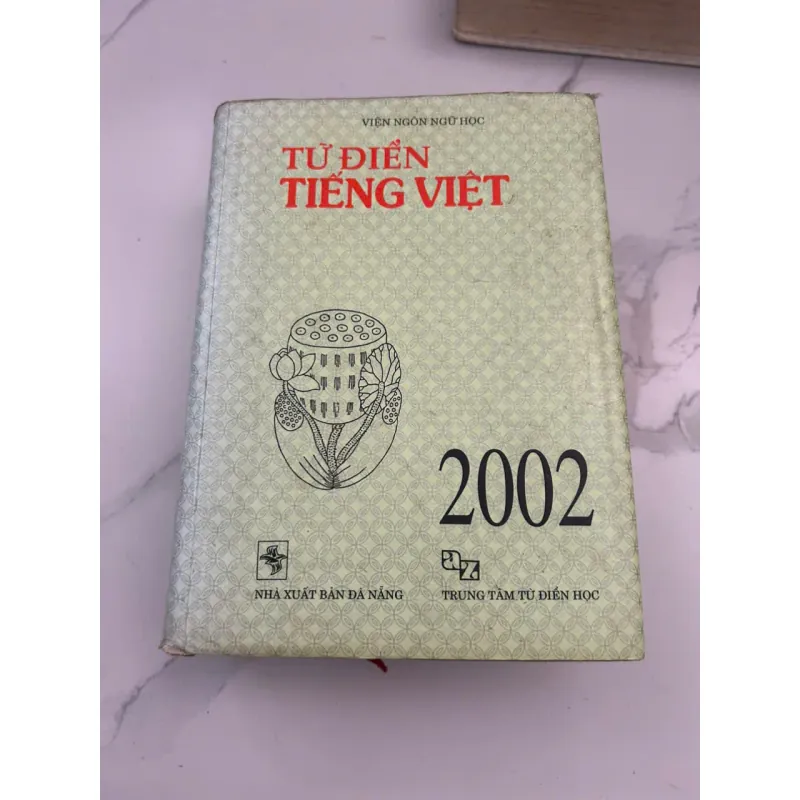 VIỆN NGÔN NGỮ HỌC
TỪ ĐIỂN
TIẾNG VIỆT
2002
az
NHÀ XUẤT BẢN ĐÀ NẴNG
TRUNG TÂM TỪ ĐIỂN HỌC